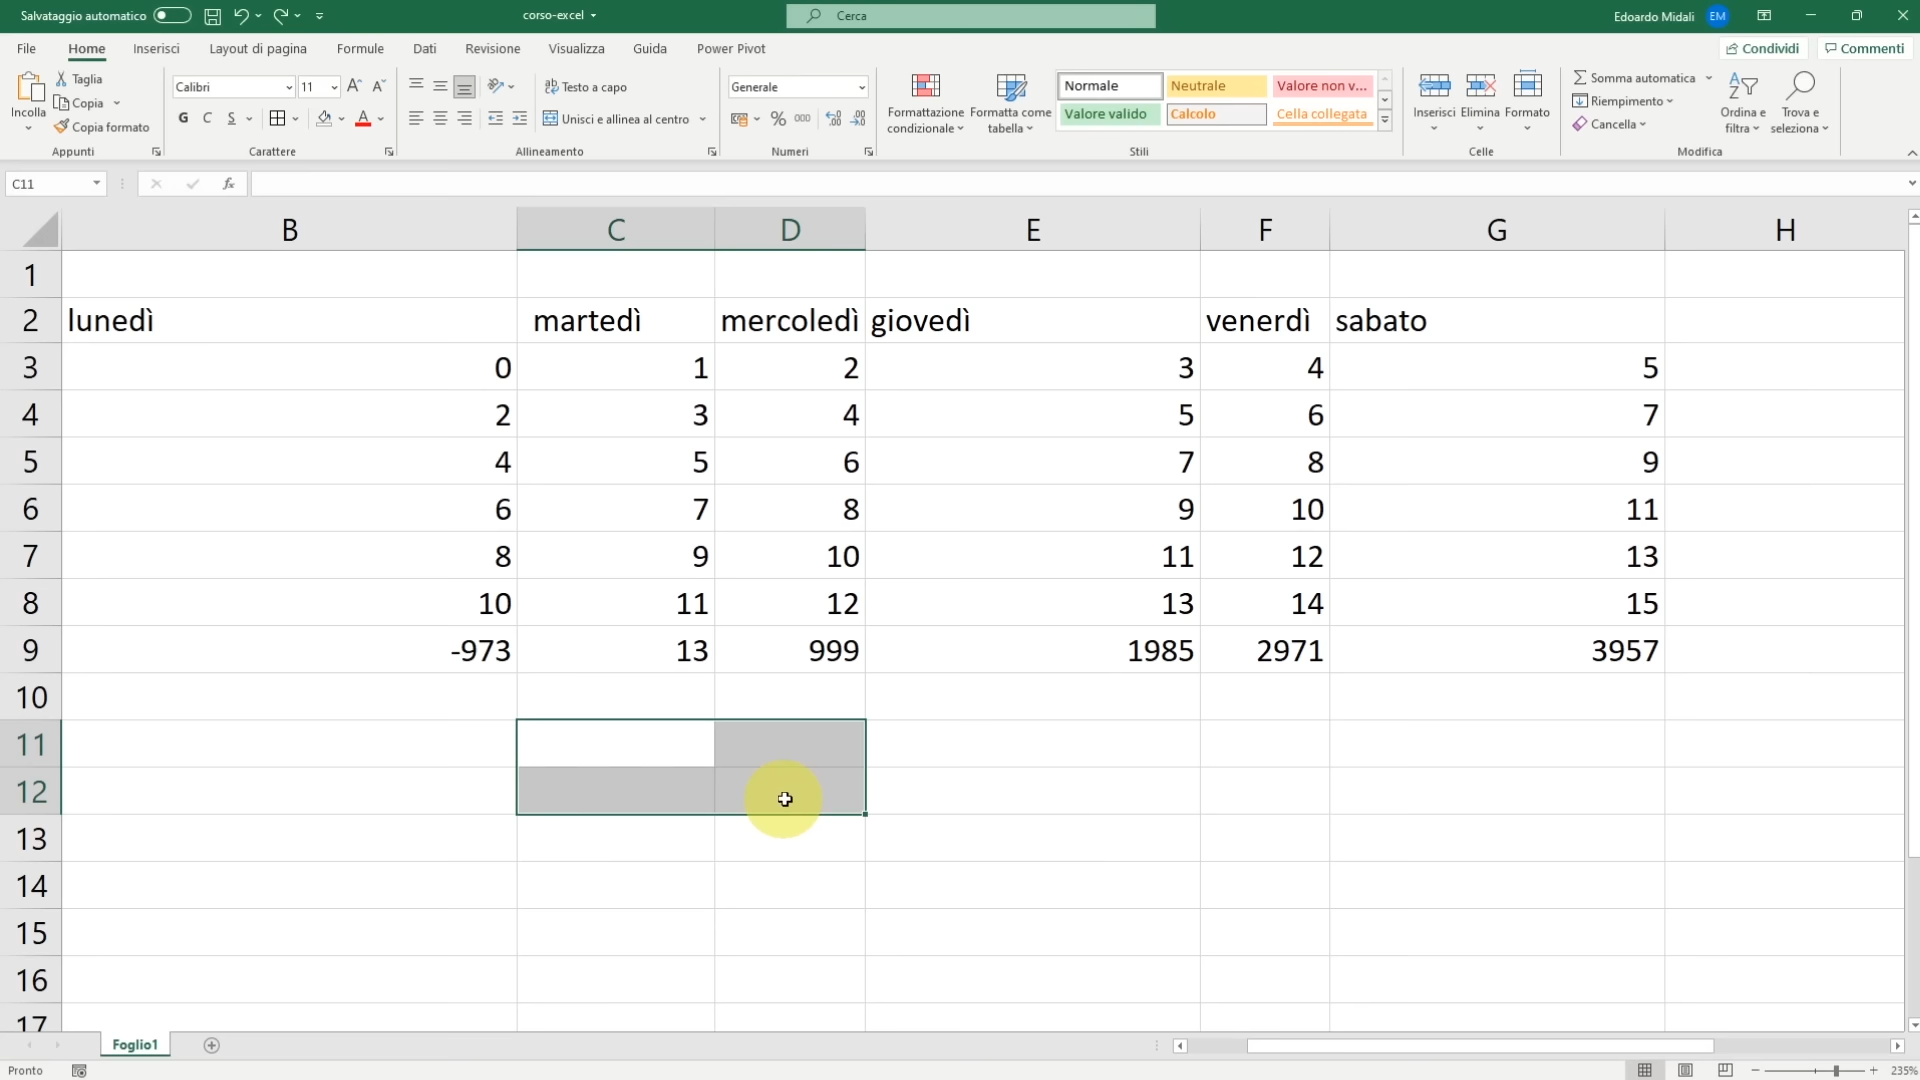 Salvataggio automatico
corso-excel
Cerca
Edoardo Midali
EM
File Home Inserisci Layout di pagina Formule Dati Revisione Visualizza Guida Power Pivot
Condividi Commenti
Incolla
Taglia
Copia
Copia formato
Appunti
Calibri 11
G C S
Carattere
Testo a capo
Unisci e allinea al centro
Allineamento
Generale
% 000
Numeri
Formattazione condizionale
Formatta come tabella
Normale Neutrale Valore non v...
Valore valido Calcolo Cella collegata
Stili
Inserisci Elimina Formato
Celle
Somma automatica
Riempimento
Cancella
Ordina e filtra
Trova e seleziona
Modifica
C11
fx
B C D E F G H
1
2 lunedì martedì mercoledì giovedì venerdì sabato
3 0 1 2 3 4 5
4 2 3 4 5 6 7
5 4 5 6 7 8 9
6 6 7 8 9 10 11
7 8 9 10 11 12 13
8 10 11 12 13 14 15
9 -973 13 999 1985 2971 3957
10
11
12
13
14
15
16
17
Foglio1
Pronto
235%